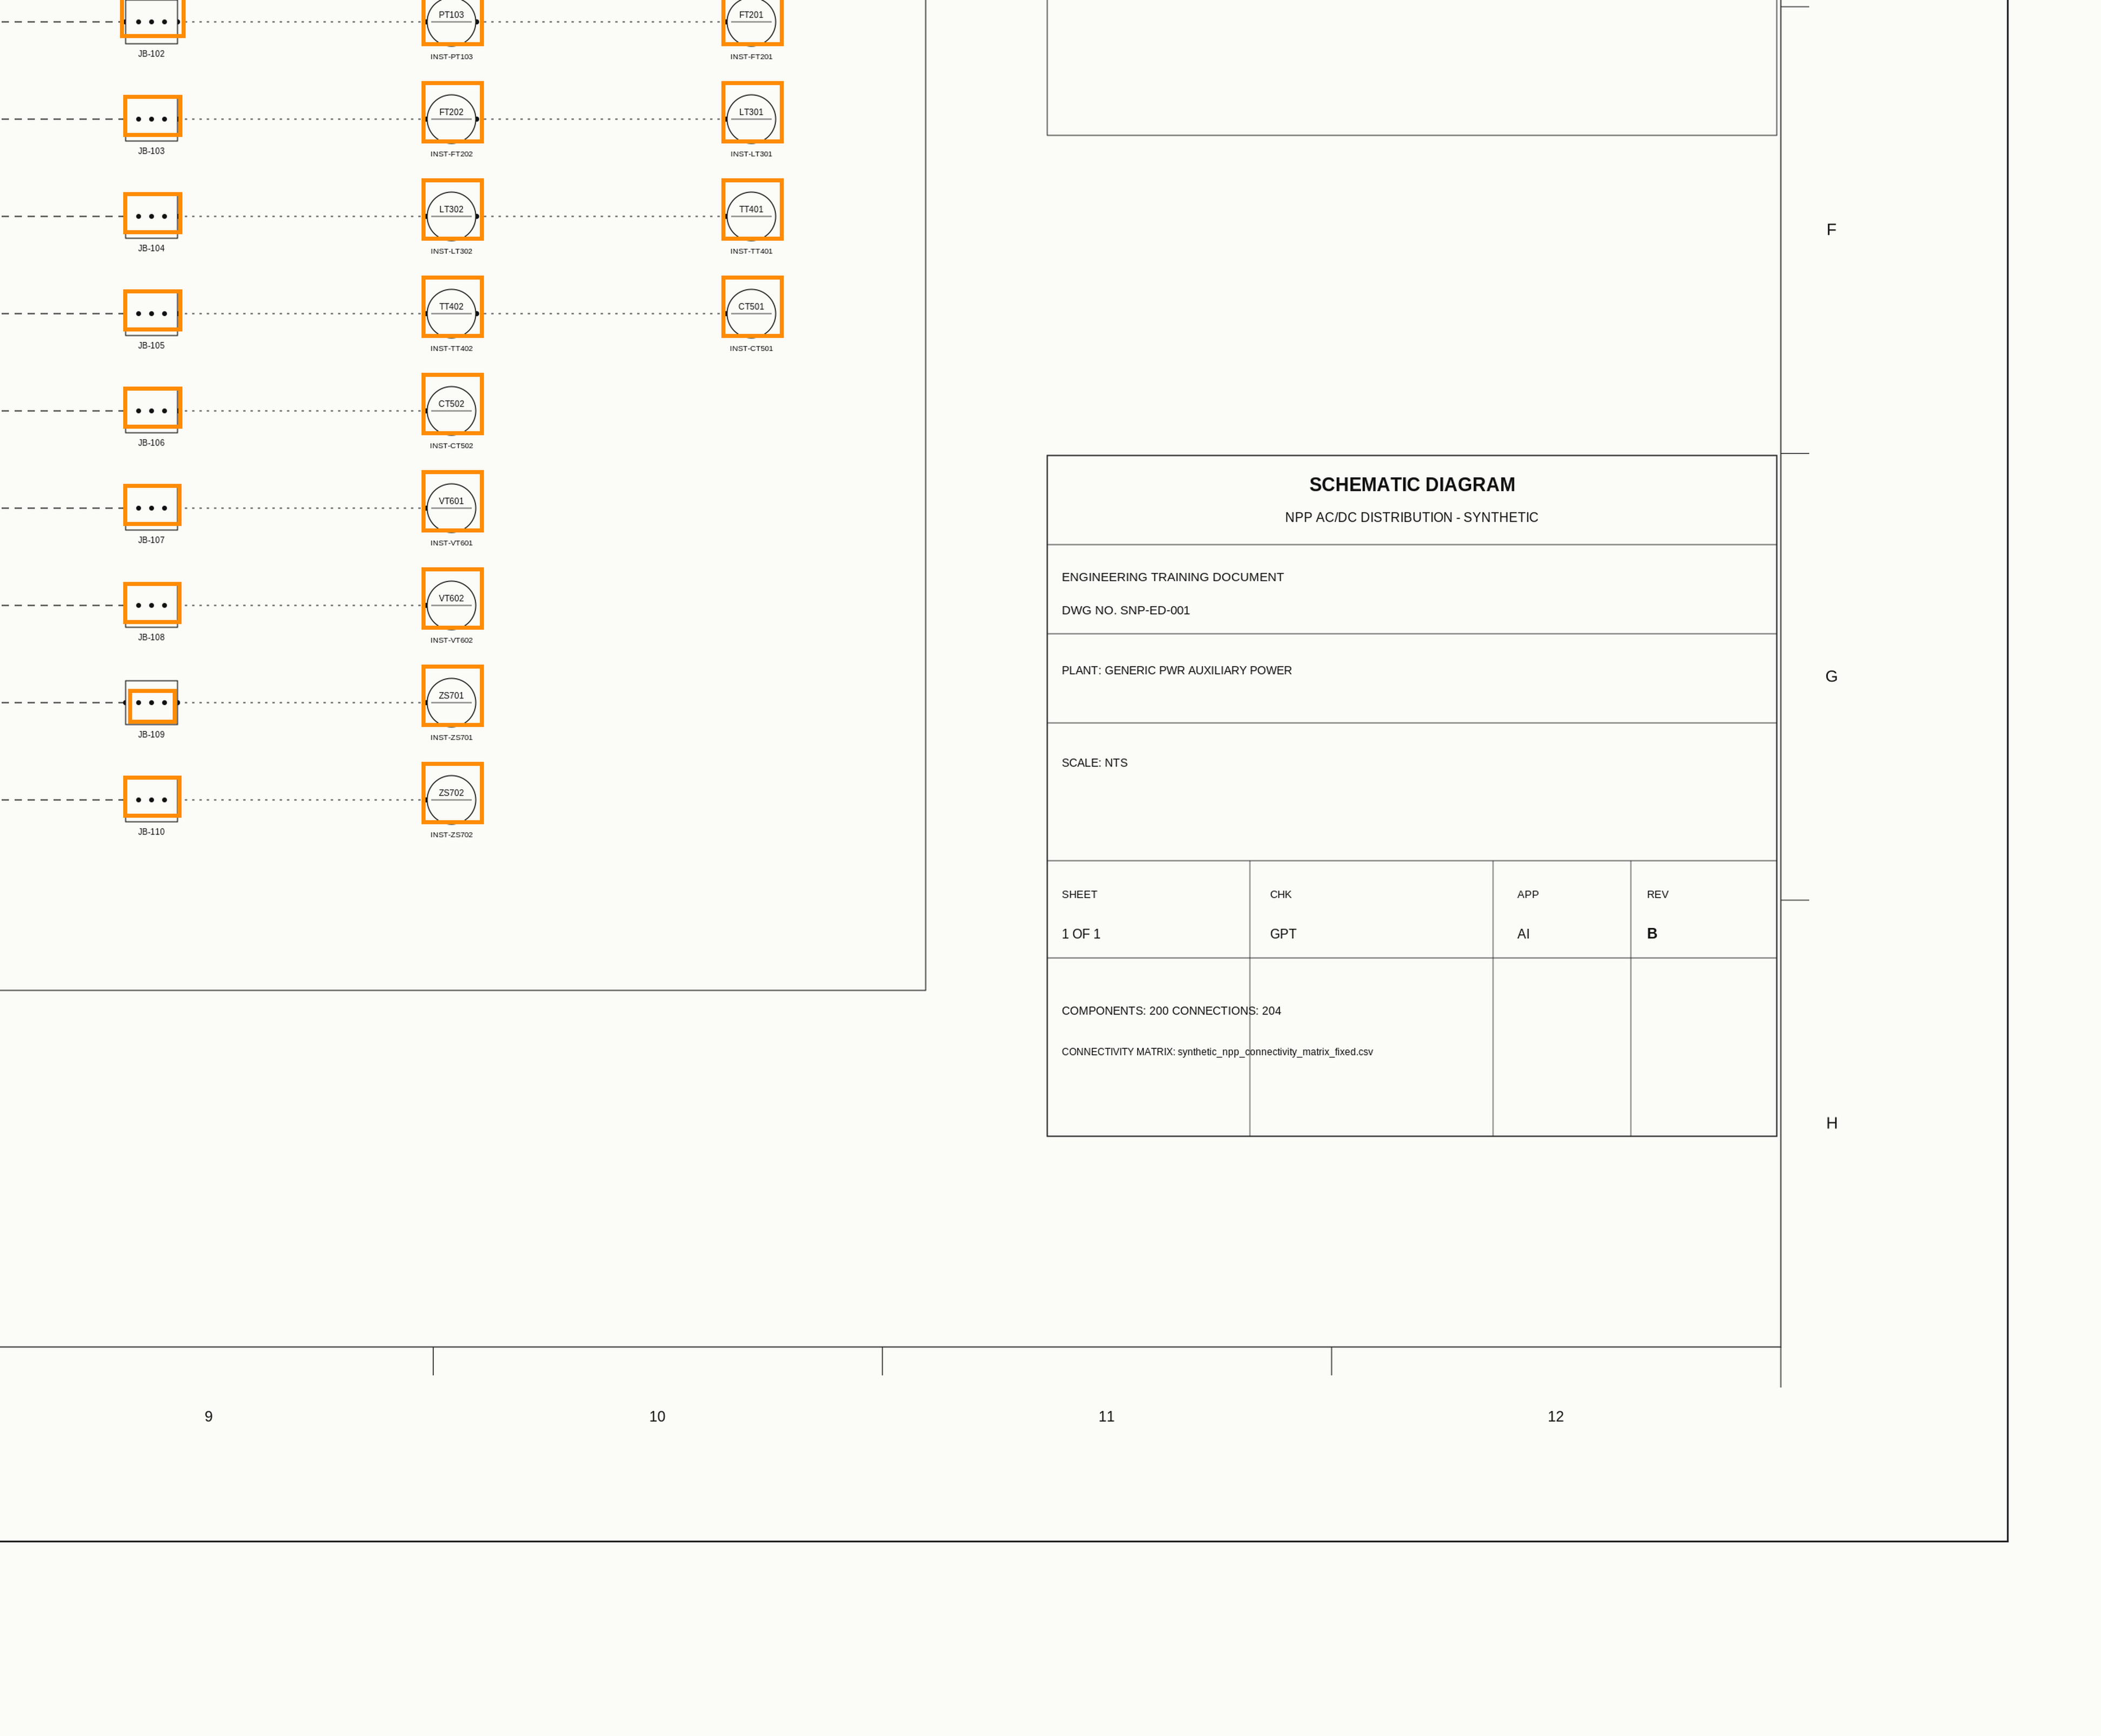 PT103
FT201
JB-102
INST-PT103
INST-FT201
FT202
LT301
JB-103
INST-FT202
INST-LT301
LT302
TT401
JB-104
INST-LT302
INST-TT401
TT402
CT501
JB-105
INST-TT402
INST-CT501
CT502
JB-106
INST-CT502
VT601
JB-107
INST-VT601
VT602
JB-108
INST-VT602
ZS701
JB-109
INST-ZS701
ZS702
JB-110
INST-ZS702
SCHEMATIC DIAGRAM
NPP AC/DC DISTRIBUTION - SYNTHETIC
ENGINEERING TRAINING DOCUMENT
DWG NO. SNP-ED-001
PLANT: GENERIC PWR AUXILIARY POWER
SCALE: NTS
SHEET
CHK
APP
REV
1 OF 1
GPT
AI
B
COMPONENTS: 200 CONNECTIONS: 204
CONNECTIVITY MATRIX: synthetic_npp_connectivity_matrix_fixed.csv
F
G
H
9
10
11
12